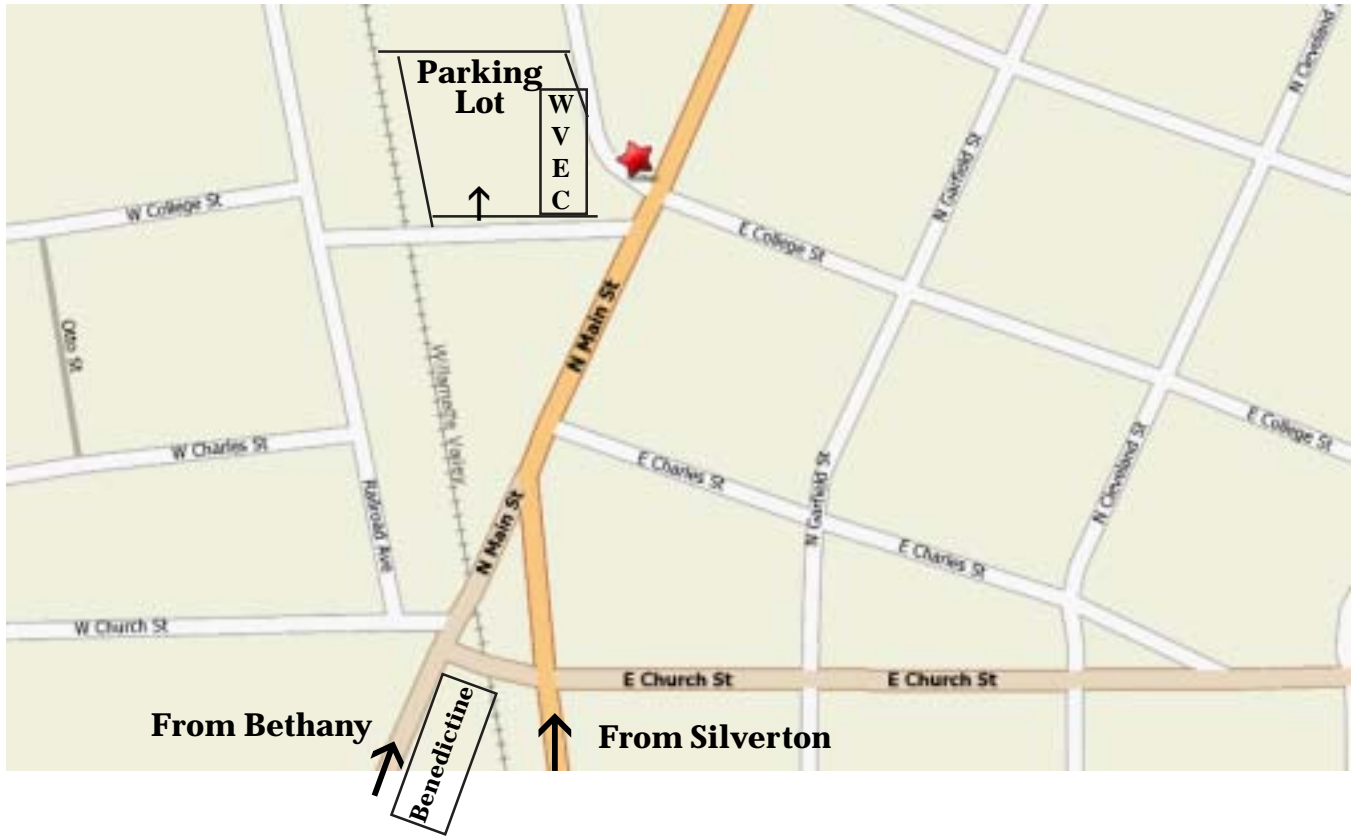 N Cleveland
Parking
Lot
W
V
E
C
N Garfield St
W College St
E College St
N Main St
Otto St
E College St
W Charles St
E Charles St
N Garfield St
N Cleveland St
Railroad Ave
N Main St
E Charles St
W Church St
E Church St
E Church St
From Bethany
Benedictine
From Silverton